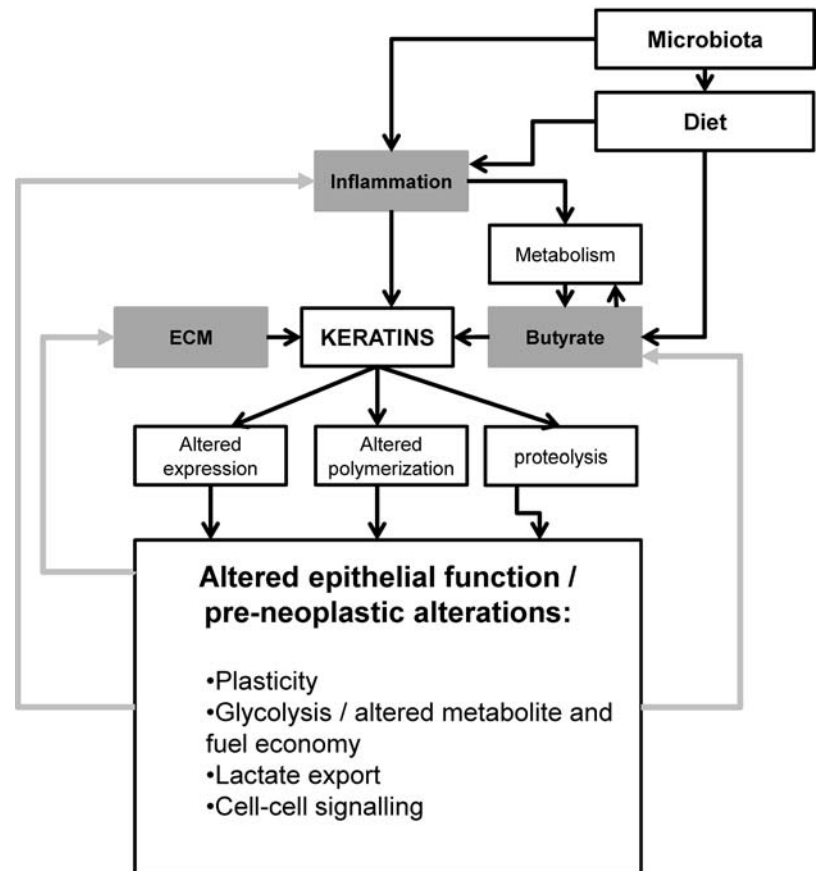 Microbiota
Diet
Inflammation
Metabolism
ECM
KERATINS
Butyrate
Altered
expression
Altered
polymerization
proteolysis
Altered epithelial function /
pre-neoplastic alterations:
•Plasticity
•Glycolysis / altered metabolite and
fuel economy
•Lactate export
•Cell-cell signalling